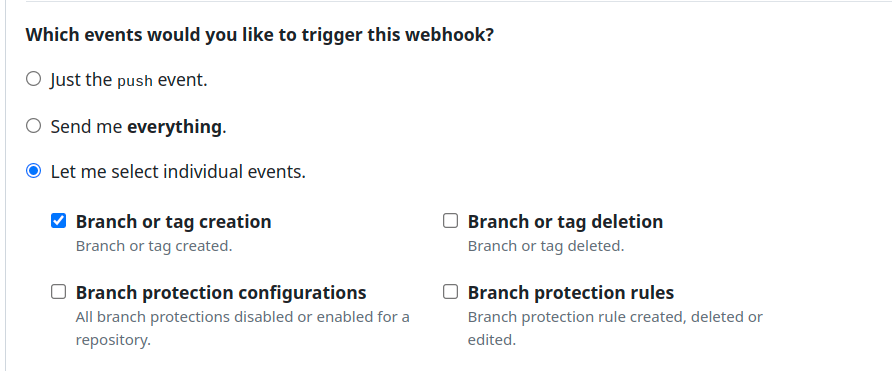 Which events would you like to trigger this webhook?
Just the push event.
Send me everything.
Let me select individual events.
Branch or tag creation
Branch or tag created.
Branch or tag deletion
Branch or tag deleted.
Branch protection configurations
All branch protections disabled or enabled for a
repository.
Branch protection rules
Branch protection rule created, deleted or
edited.